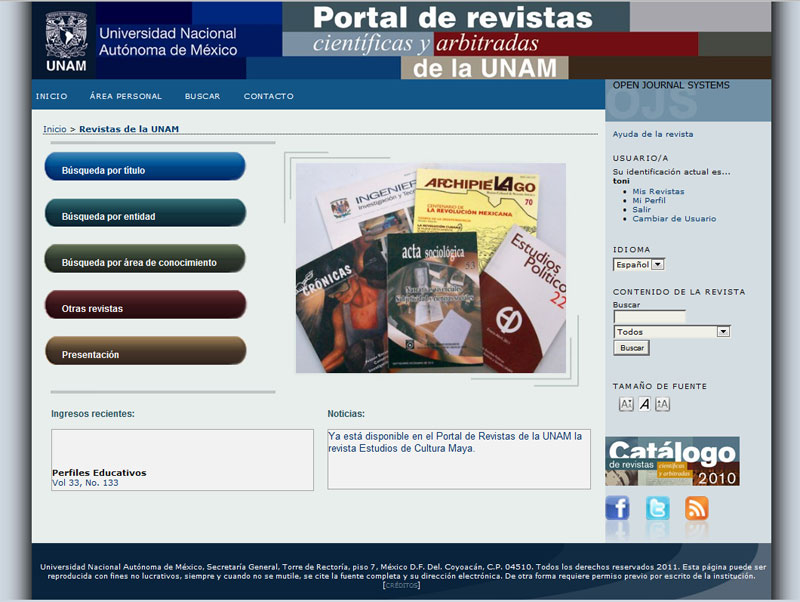 Universidad Nacional
Autónoma de México
UNAM
Portal de revistas
científicas y arbitradas
de la UNAM
INICIO
ÁREA PERSONAL
BUSCAR
CONTACTO
OPEN JOURNAL SYSTEMS
OJS
Inicio > Revistas de la UNAM
Búsqueda por título
Búsqueda por entidad
Búsqueda por área de conocimiento
Otras revistas
Presentación
INGENIER
Investigación y Tec
ARCHIPIÉLAGO
70
CENTENARIO DE
LA REVOLUCIÓN MEXICANA
CRÓNICAS
acta sociológica
Estudios
Político
22
Ayuda de la revista
USUARIO/A
Su identificación actual es...
toni
Mis Revistas
Mi Perfil
Salir
Cambiar de Usuario
IDIOMA
Español
CONTENIDO DE LA REVISTA
Buscar
Todos
Buscar
TAMAÑO DE FUENTE
Ingresos recientes:
Perfiles Educativos
Vol 33, No. 133
Noticias:
Ya está disponible en el Portal de Revistas de la UNAM la
revista Estudios de Cultura Maya.
Catálogo
de revistas científicas
y arbitradas
2010
Universidad Nacional Autónoma de México, Secretaría General, Torre de Rectoría, piso 7, México D.F. Del. Coyoacán, C.P. 04510. Todos los derechos reservados 2011. Esta página puede ser
reproducida con fines no lucrativos, siempre y cuando no se mutile, se cite la fuente completa y su dirección electrónica. De otra forma requiere permiso previo por escrito de la institución.
[CRÉDITOS]